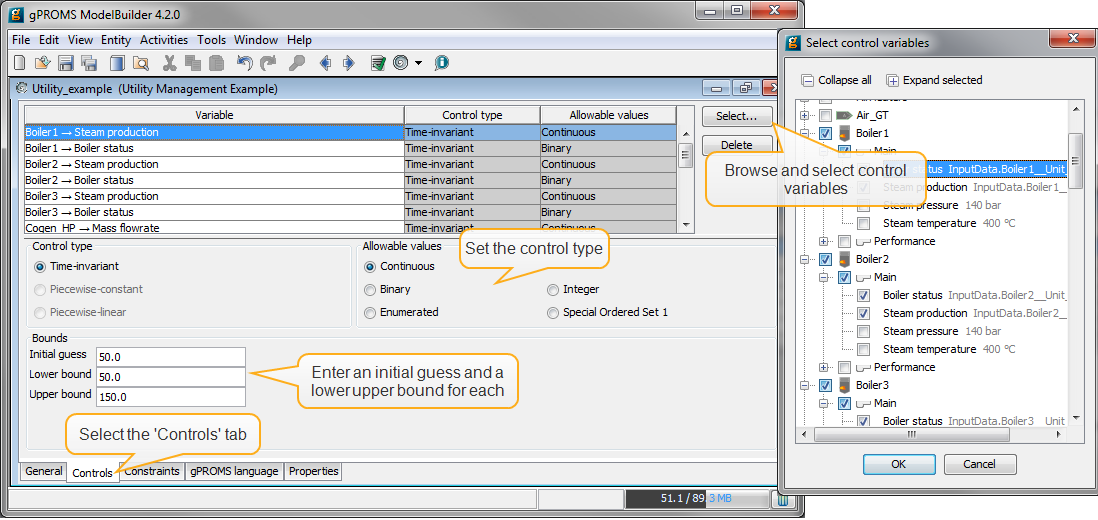 gPROMS ModelBuilder 4.2.0
File Edit View Entity Activities Tools Window Help
Utility_example (Utility Management Example)
Variable Control type Allowable values
Boiler1 → Steam production Time-invariant Continuous
Boiler1 → Boiler status Time-invariant Binary
Boiler2 → Steam production Time-invariant Continuous
Boiler2 → Boiler status Time-invariant Binary
Boiler3 → Steam production Time-invariant Continuous
Boiler3 → Boiler status Time-invariant Binary
Cogen_HP → Mass flowrate Time-invariant Continuous
Select...
Delete
Control type
Time-invariant
Piecewise-constant
Piecewise-linear
Allowable values
Continuous
Binary Integer
Enumerated Special Ordered Set 1
Set the control type
Bounds
Initial guess 50.0
Lower bound 50.0
Upper bound 150.0
Enter an initial guess and a
lower upper bound for each
Select the 'Controls' tab
General Controls Constraints gPROMS language Properties
51.1 / 89.3 MB
Select control variables
Collapse all Expand selected
Air_GT
Boiler1
Main
status InputData.Boiler1__Unit_
Steam production InputData.Boiler1__
Steam pressure 140 bar
Steam temperature 400 °C
Performance
Boiler2
Main
Boiler status InputData.Boiler2__Unit_
Steam production InputData.Boiler2__
Steam pressure 140 bar
Steam temperature 400 °C
Performance
Boiler3
Main
Boiler status InputData.Boiler3__Unit
OK Cancel
Browse and select control
variables